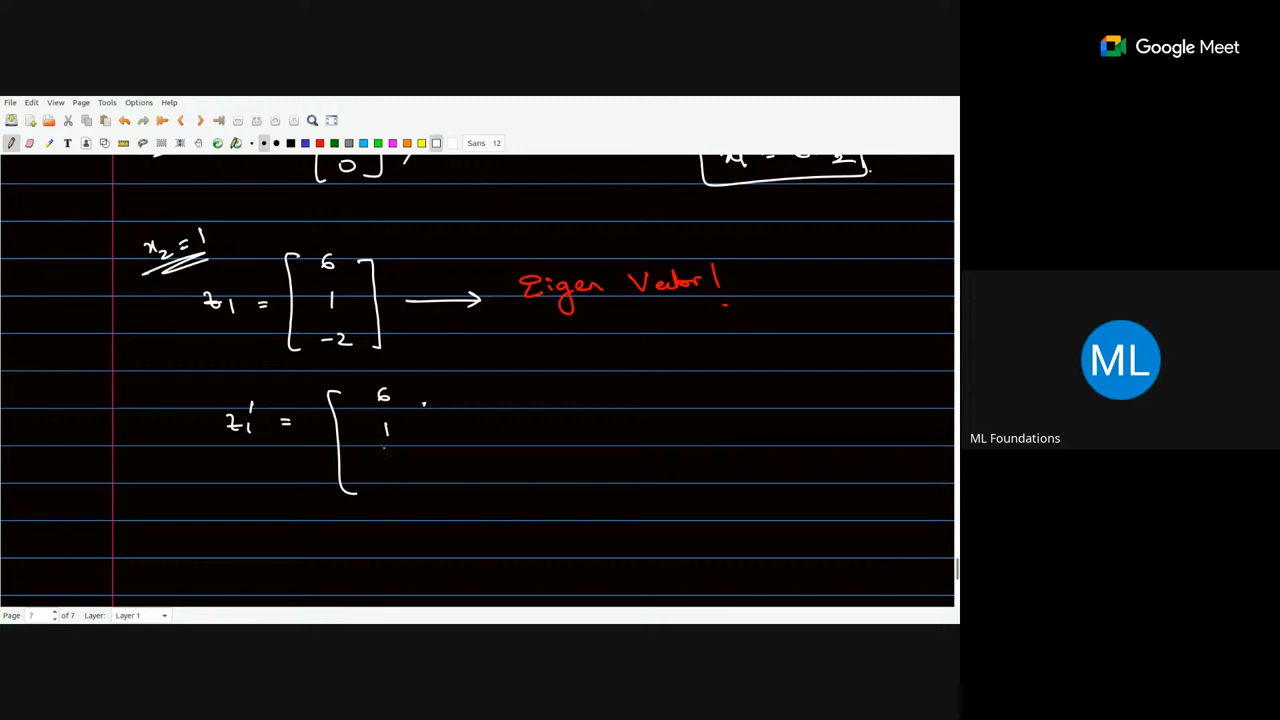 Google Meet
File Edit View Page Tools Options Help
Sans 12
0
x₂ = 1
z₁ = [ 6
1
-2 ] → Eigen Vector!
z₁' = [ 6
1
ML
ML Foundations
Page 7 of 7 Layer: Layer 1